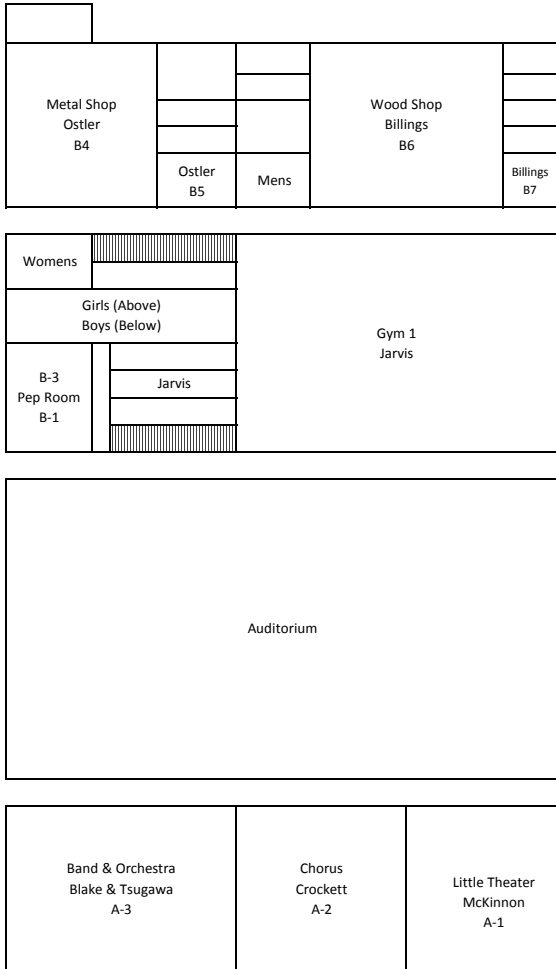 Metal Shop
Ostler
B4
Ostler
B5
Mens
Wood Shop
Billings
B6
Billings
B7
Womens
Girls (Above)
Boys (Below)
B-3
Pep Room
B-1
Jarvis
Gym 1
Jarvis
Auditorium
Band & Orchestra
Blake & Tsugawa
A-3
Chorus
Crockett
A-2
Little Theater
McKinnon
A-1